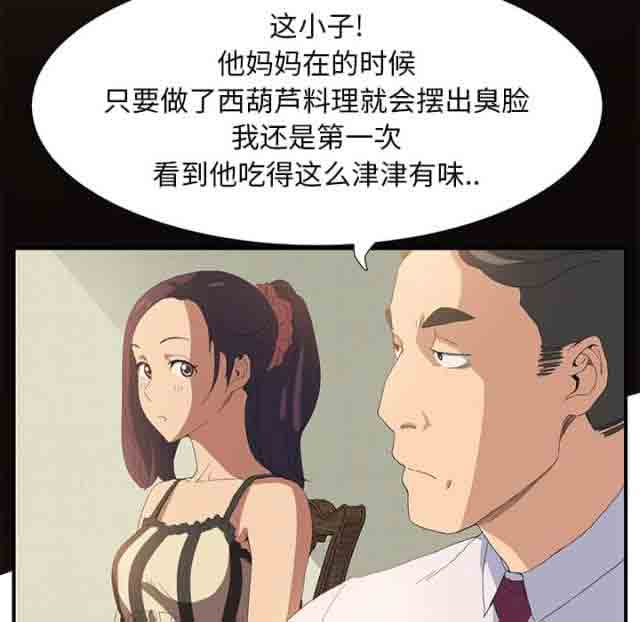 这小子!
他妈妈在的时候
只要做了西葫芦料理就会摆出臭脸
我还是第一次
看到他吃得这么津津有味..